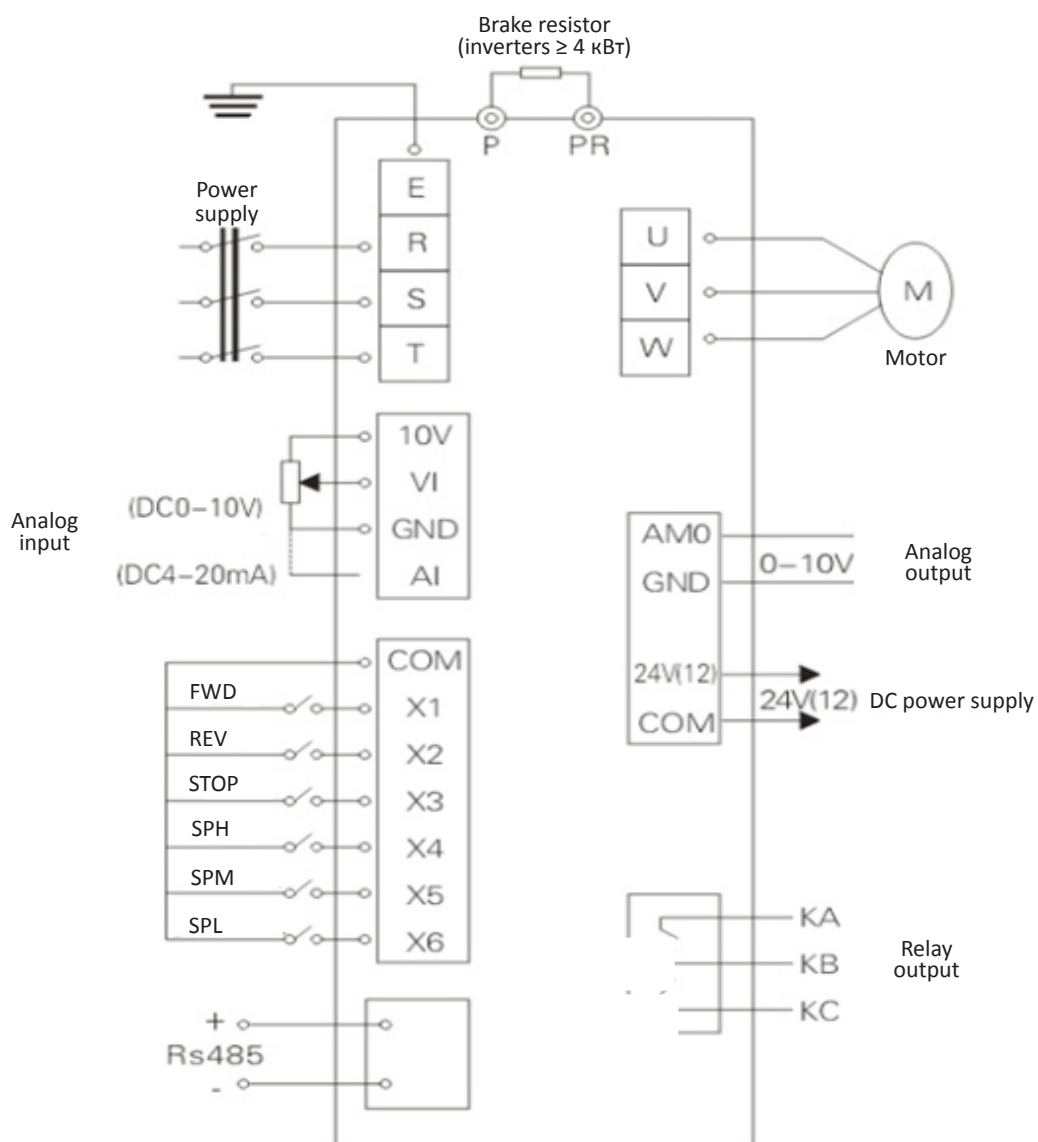 Brake resistor
(inverters ≥ 4 кВт)
P
PR
E
Power
supply
R
S
T
U
V
W
M
Motor
10V
VI
(DC0-10V)
GND
Analog
input
(DC4-20mA)
AI
AM0
0-10V
GND
Analog
output
24V(12)
24V(12)
DC power supply
COM
COM
FWD
X1
REV
X2
STOP
X3
SPH
X4
SPM
X5
SPL
X6
KA
KB
KC
Relay
output
+
Rs485
-